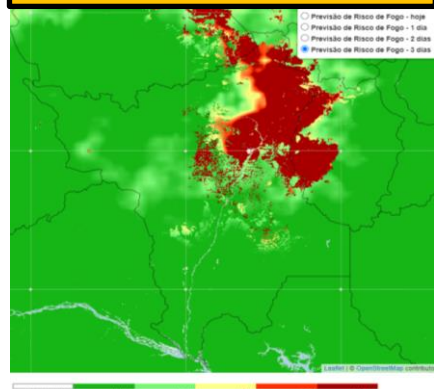 Previsão de Risco de Fogo - hoje
Previsão de Risco de Fogo - 1 dia
Previsão de Risco de Fogo - 2 dias
Previsão de Risco de Fogo - 3 dias
Leaflet | © OpenStreetMap contributo